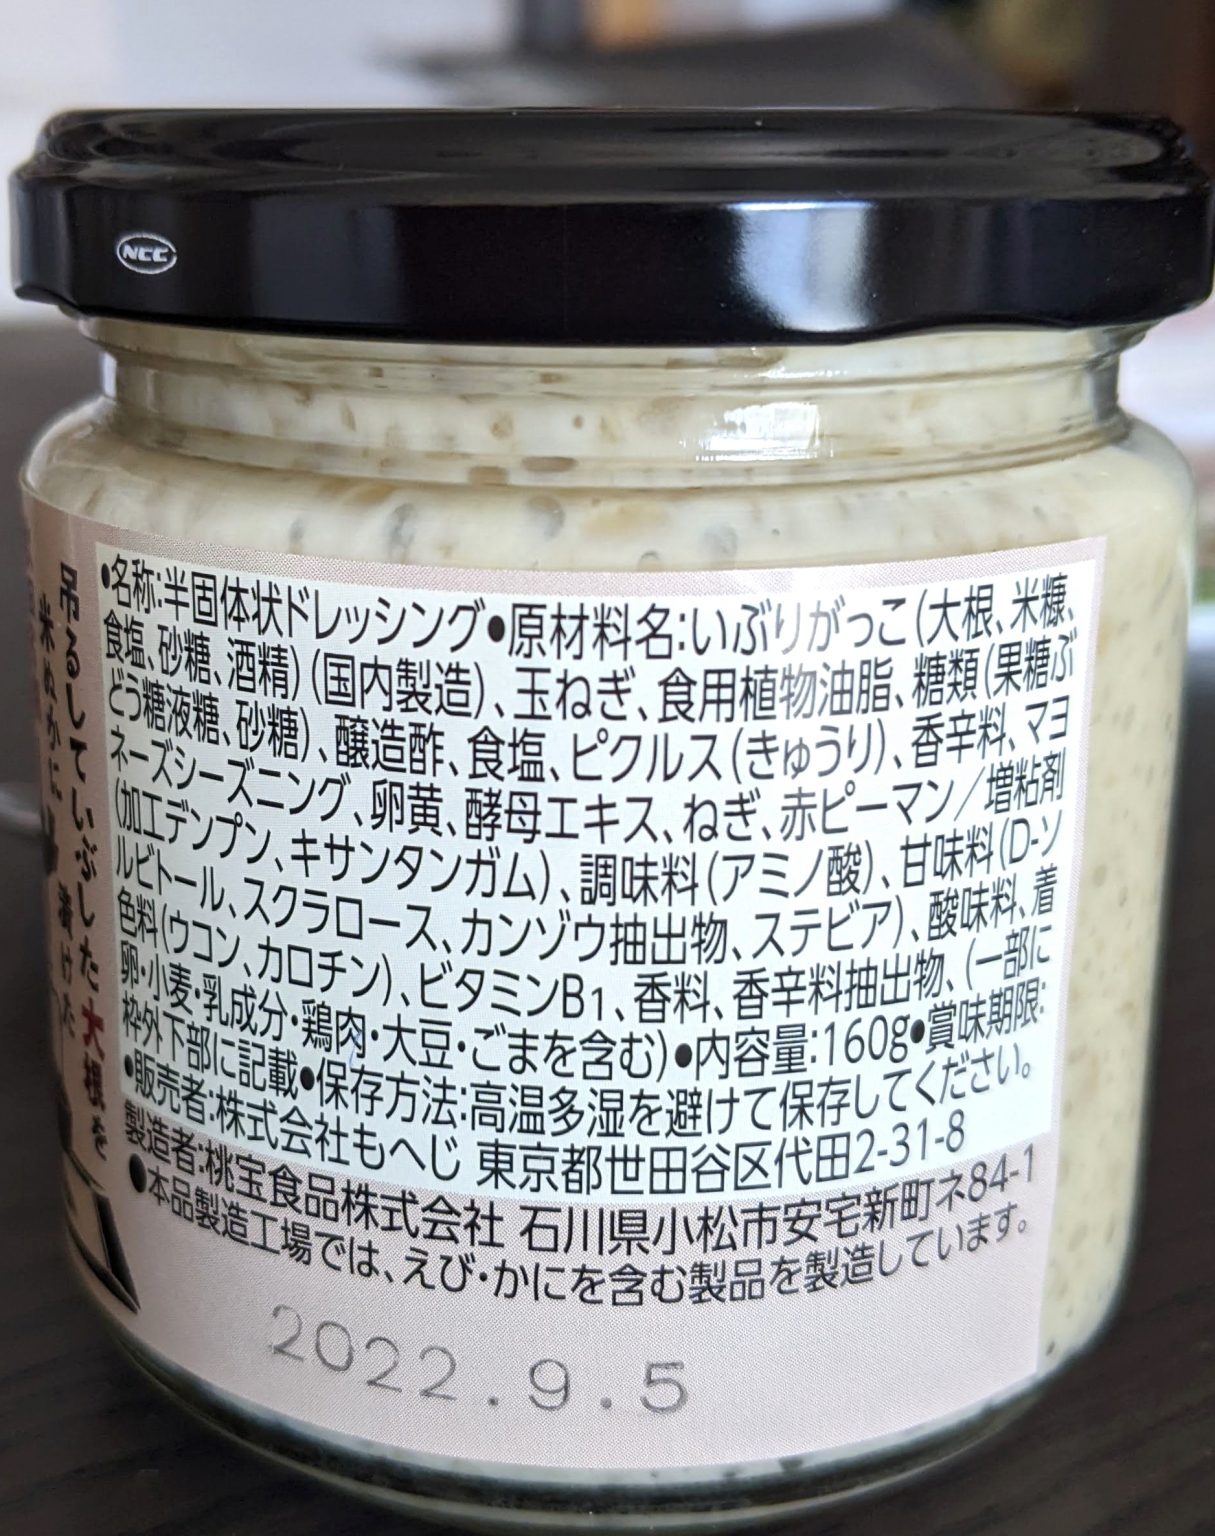 NCC
吊るしていぶした大根を
米ぬかに
漬けた
●名称:半固体状ドレッシング●原材料名:いぶりがっこ(大根、米糠、
食塩、砂糖、酒精)(国内製造)、玉ねぎ、食用植物油脂、糖類(果糖ぶ
どう糖液糖、砂糖)、醸造酢、食塩、ピクルス(きゅうり)、香辛料、マヨ
ネーズシーズニング、卵黄、酵母エキス、ねぎ、赤ピーマン/増粘剤
(加工デンプン、キサンタンガム)、調味料(アミノ酸)、甘味料(D-ソ
ルビトール、スクラロース、カンゾウ抽出物、ステビア)、酸味料、着
色料(ウコン、カロチン)、ビタミンB1、香料、香辛料抽出物、(一部に
卵・小麦・乳成分・鶏肉・大豆・ごまを含む)●内容量:160g●賞味期限:
枠外下部に記載●保存方法:高温多湿を避けて保存してください。
●販売者:株式会社もへじ 東京都世田谷区代田2-31-8
製造者:桃宝食品株式会社 石川県小松市安宅新町ネ84-1
●本品製造工場では、えび・かにを含む製品を製造しています。
2022.9.5